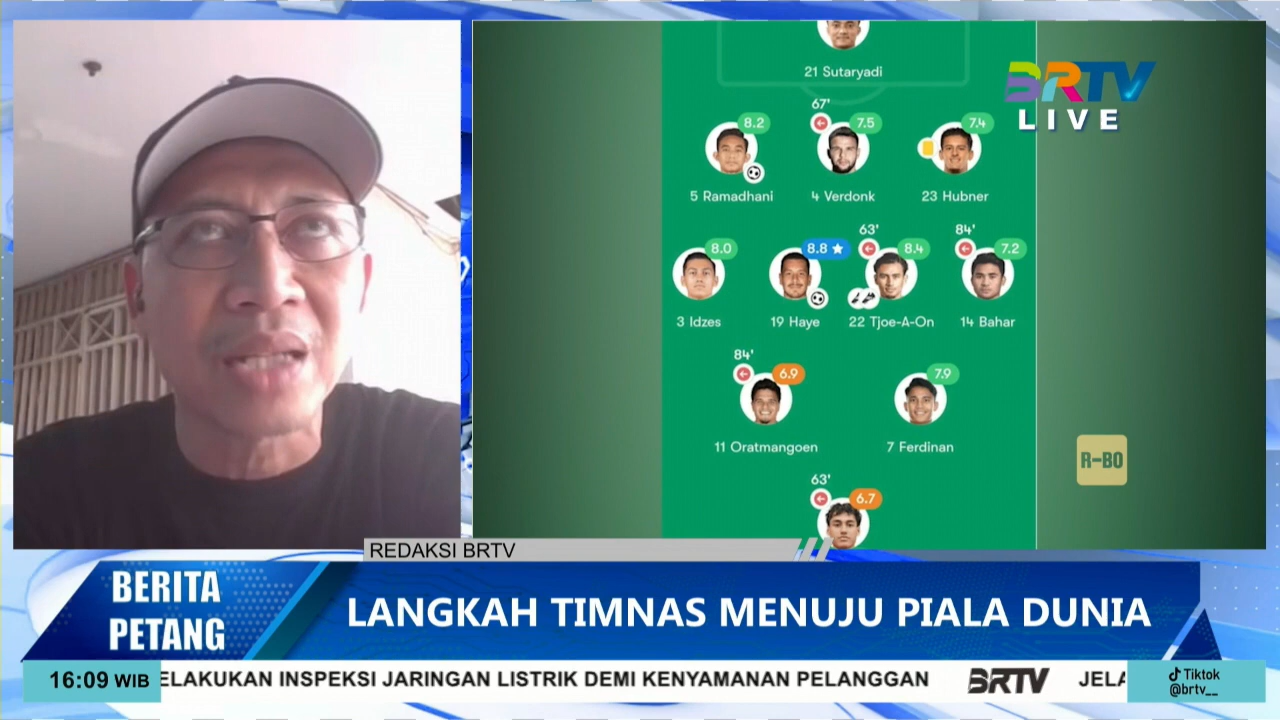 21 Sutaryadi
BRTV
LIVE
67'
8.2
7.5
7.4
5 Ramadhani
4 Verdonk
23 Hubner
63'
84'
8.0
8.8
8.4
7.2
3 Idzes
19 Haye
22 Tjoe-A-On
14 Bahar
84'
6.9
7.9
11 Oratmangoen
7 Ferdinan
R-BO
63'
6.7
REDAKSI BRTV
BERITA
PETANG
LANGKAH TIMNAS MENUJU PIALA DUNIA
16:09 WIB
ELAKUKAN INSPEKSI JARINGAN LISTRIK DEMI KENYAMANAN PELANGGAN
BRTV
JELA
Tiktok
@brtv__